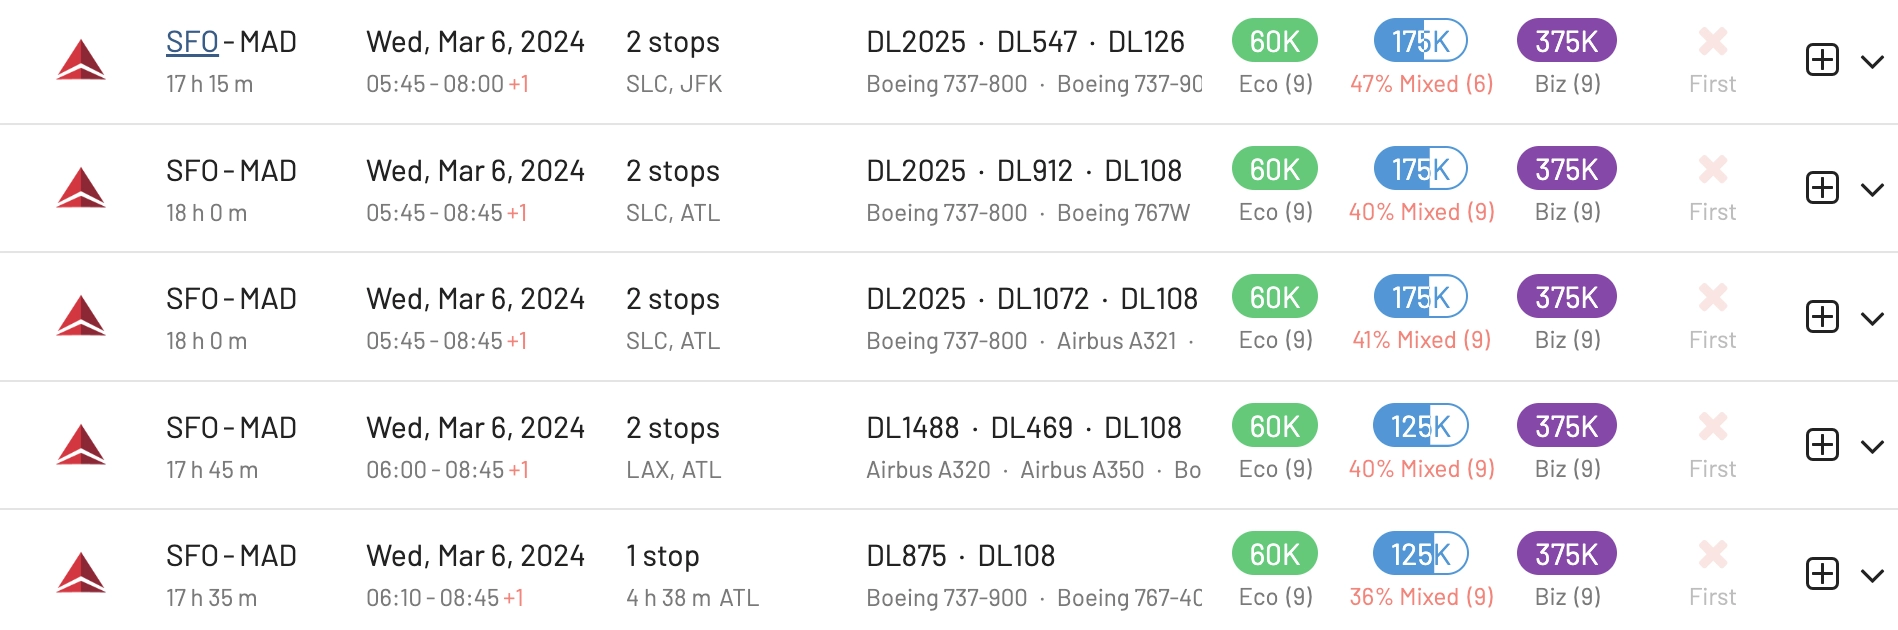 SFO - MAD Wed, Mar 6, 2024 2 stops DL2025 · DL547 · DL126 60K 175K 375K
17 h 15 m 05:45 - 08:00 +1 SLC, JFK Boeing 737-800 · Boeing 737-90 Eco (9) 47% Mixed (6) Biz (9) First
SFO - MAD Wed, Mar 6, 2024 2 stops DL2025 · DL912 · DL108 60K 175K 375K
18 h 0 m 05:45 - 08:45 +1 SLC, ATL Boeing 737-800 · Boeing 767W Eco (9) 40% Mixed (9) Biz (9) First
SFO - MAD Wed, Mar 6, 2024 2 stops DL2025 · DL1072 · DL108 60K 175K 375K
18 h 0 m 05:45 - 08:45 +1 SLC, ATL Boeing 737-800 · Airbus A321 · Eco (9) 41% Mixed (9) Biz (9) First
SFO - MAD Wed, Mar 6, 2024 2 stops DL1488 · DL469 · DL108 60K 125K 375K
17 h 45 m 06:00 - 08:45 +1 LAX, ATL Airbus A320 · Airbus A350 · Bo Eco (9) 40% Mixed (9) Biz (9) First
SFO - MAD Wed, Mar 6, 2024 1 stop DL875 · DL108 60K 125K 375K
17 h 35 m 06:10 - 08:45 +1 4 h 38 m ATL Boeing 737-900 · Boeing 767-40 Eco (9) 36% Mixed (9) Biz (9) First